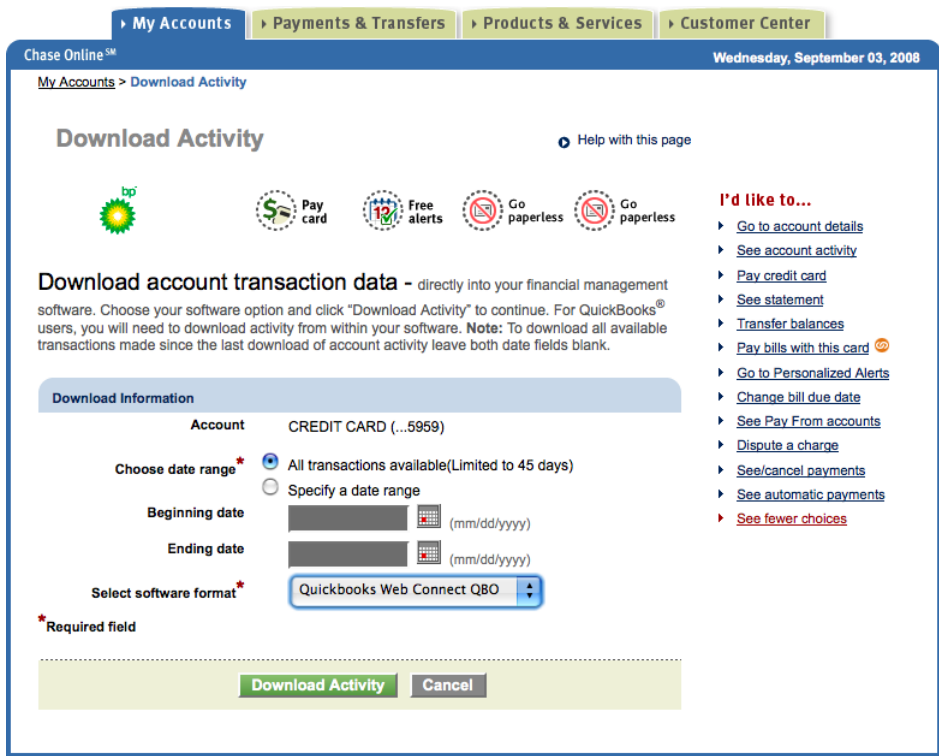 My Accounts
Payments & Transfers
Products & Services
Customer Center
Chase Online SM
Wednesday, September 03, 2008
My Accounts > Download Activity
Download Activity
Help with this page
bp
Pay card
Free alerts
Go paperless
Go paperless
Download account transaction data - directly into your financial management
software. Choose your software option and click “Download Activity” to continue. For QuickBooks®
users, you will need to download activity from within your software. Note: To download all available
transactions made since the last download of account activity leave both date fields blank.
Download Information
Account CREDIT CARD (...5959)
Choose date range* All transactions available(Limited to 45 days)
Specify a date range
Beginning date (mm/dd/yyyy)
Ending date (mm/dd/yyyy)
Select software format* Quickbooks Web Connect QBO
*Required field
Download Activity
Cancel
I'd like to...
Go to account details
See account activity
Pay credit card
See statement
Transfer balances
Pay bills with this card
Go to Personalized Alerts
Change bill due date
See Pay From accounts
Dispute a charge
See/cancel payments
See automatic payments
See fewer choices